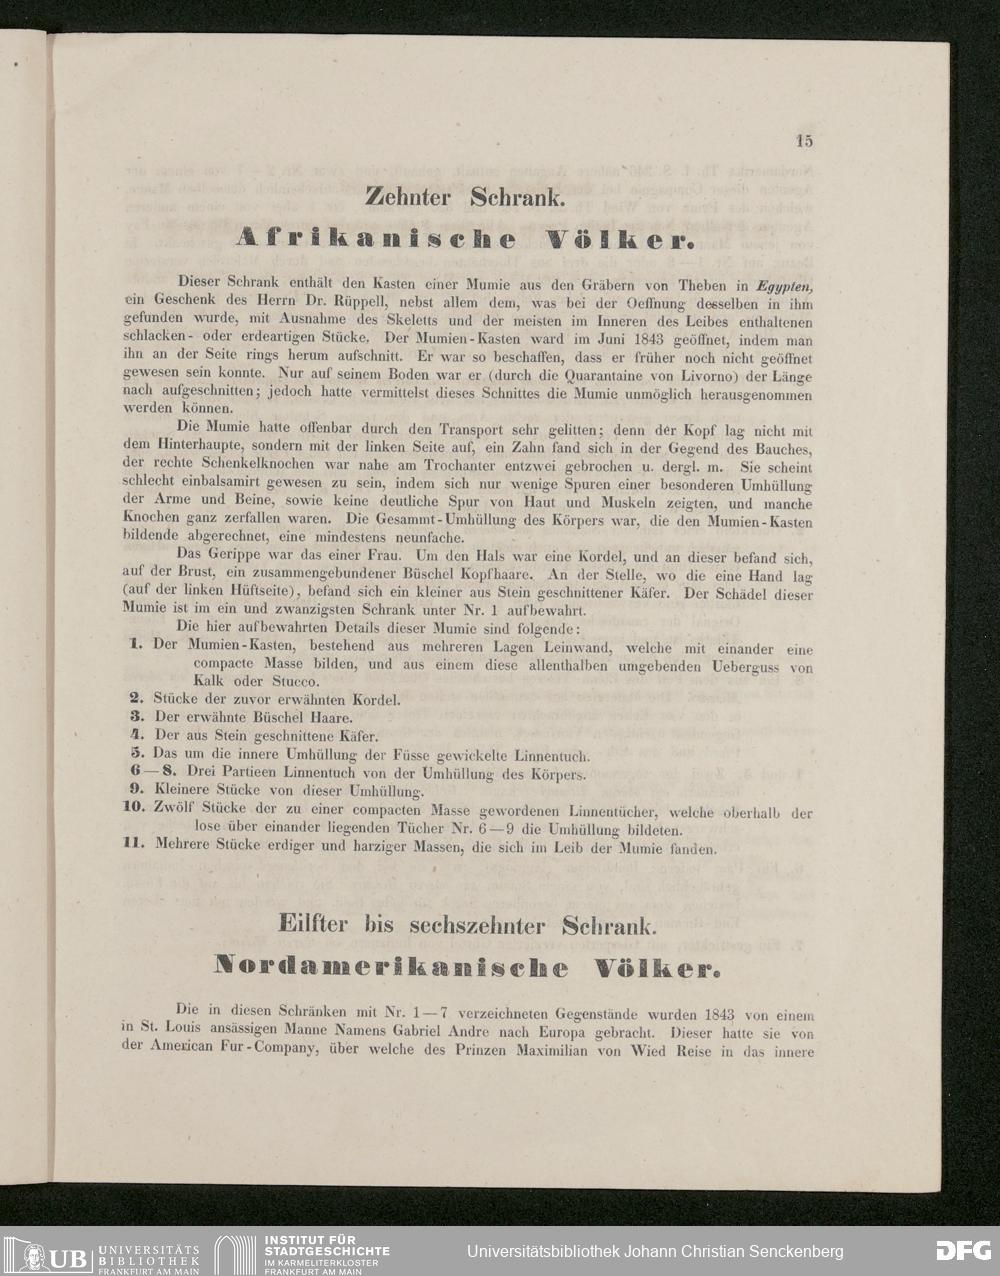 15
Zehnter Schrank.
Afrikanische Völker.
Dieser Schrank enthält den Kasten einer Mumie aus den Gräbern von Theben in Egypten,
ein Geschenk des Herrn Dr. Rüppell, nebst allem dem, was bei der Oeffnung desselben in ihm
gefunden wurde, mit Ausnahme des Skeletts und der meisten im Inneren des Leibes enthaltenen
schlacken- oder erdeartigen Stücke. Der Mumien-Kasten ward im Juni 1843 geöffnet, indem man
ihn an der Seite rings herum aufschnitt. Er war so beschaffen, dass er früher noch nicht geöffnet
gewesen sein konnte. Nur auf seinem Boden war er (durch die Quarantaine von Livorno) der Länge
nach aufgeschnitten; jedoch hatte vermittelst dieses Schnittes die Mumie unmöglich herausgenommen
werden können.
Die Mumie hatte offenbar durch den Transport sehr gelitten; denn der Kopf lag nicht mit
dem Hinterhaupte, sondern mit der linken Seite auf, ein Zahn fand sich in der Gegend des Bauches,
der rechte Schenkelknochen war nahe am Trochanter entzwei gebrochen u. dergl. m. Sie scheint
schlecht einbalsamirt gewesen zu sein, indem sich nur wenige Spuren einer besonderen Umhüllung
der Arme und Beine, sowie keine deutliche Spur von Haut und Muskeln zeigten, und manche
Knochen ganz zerfallen waren. Die Gesammt-Umhüllung des Körpers war, die den Mumien-Kasten
bildende abgerechnet, eine mindestens neunfache.
Das Gerippe war das einer Frau. Um den Hals war eine Kordel, und an dieser befand sich,
auf der Brust, ein zusammengebundener Büschel Kopfhaare. An der Stelle, wo die eine Hand lag
(auf der linken Hüftseite), befand sich ein kleiner aus Stein geschnittener Käfer. Der Schädel dieser
Mumie ist im ein und zwanzigsten Schrank unter Nr. 1 aufbewahrt.
Die hier aufbewahrten Details dieser Mumie sind folgende:
1. Der Mumien-Kasten, bestehend aus mehreren Lagen Leinwand, welche mit einander eine
compacte Masse bilden, und aus einem diese allenthalben umgebenden Ueberguss von
Kalk oder Stucco.
2. Stücke der zuvor erwähnten Kordel.
3. Der erwähnte Büschel Haare.
4. Der aus Stein geschnittene Käfer.
5. Das um die innere Umhüllung der Füsse gewickelte Linnentuch.
6 — 8. Drei Partieen Linnentuch von der Umhüllung des Körpers.
9. Kleinere Stücke von dieser Umhüllung.
10. Zwölf Stücke der zu einer compacten Masse gewordenen Linnentücher, welche oberhalb der
lose über einander liegenden Tücher Nr. 6 — 9 die Umhüllung bildeten.
11. Mehrere Stücke erdiger und harziger Massen, die sich im Leib der Mumie fanden.
Eilfter bis sechszehnter Schrank.
Nordamerikanische Völker.
Die in diesen Schränken mit Nr. 1 — 7 verzeichneten Gegenstände wurden 1843 von einem
in St. Louis ansässigen Manne Namens Gabriel Andre nach Europa gebracht. Dieser hatte sie von
der American Fur-Company, über welche des Prinzen Maximilian von Wied Reise in das innere
UB UNIVERSITÄTS
BIBLIOTHEK
FRANKFURT AM MAIN
INSTITUT FÜR
STADTGESCHICHTE
IM KARMELITERKLOSTER
FRANKFURT AM MAIN
Universitätsbibliothek Johann Christian Senckenberg
DFG